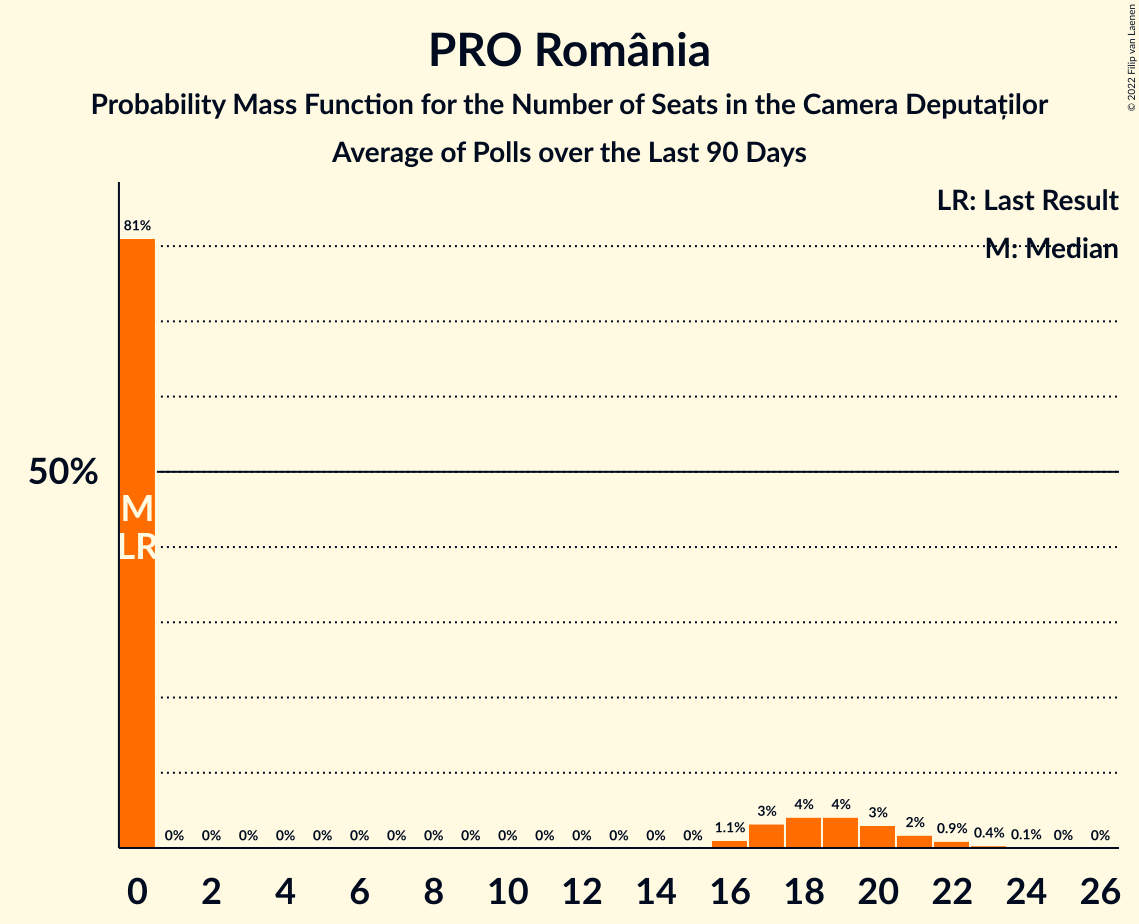 PRO România
Probability Mass Function for the Number of Seats in the Camera Deputaților
Average of Polls over the Last 90 Days
© 2022 Filip van Laenen
LR: Last Result
M: Median
50%
81%
M
LR
0% 0% 0% 0% 0% 0% 0% 0% 0% 0% 0% 0% 0% 0% 0% 1.1% 3% 4% 4% 3% 2% 0.9% 0.4% 0.1% 0% 0%
0 2 4 6 8 10 12 14 16 18 20 22 24 26